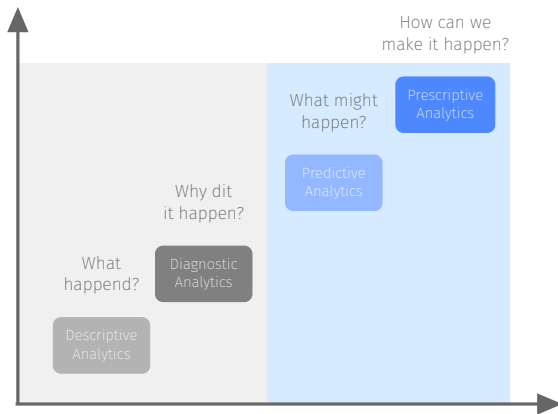 How can we
make it happen?
Prescriptive
Analytics
What might
happen?
Predictive
Analytics
Why dit
it happen?
Diagnostic
Analytics
What
happend?
Descriptive
Analytics